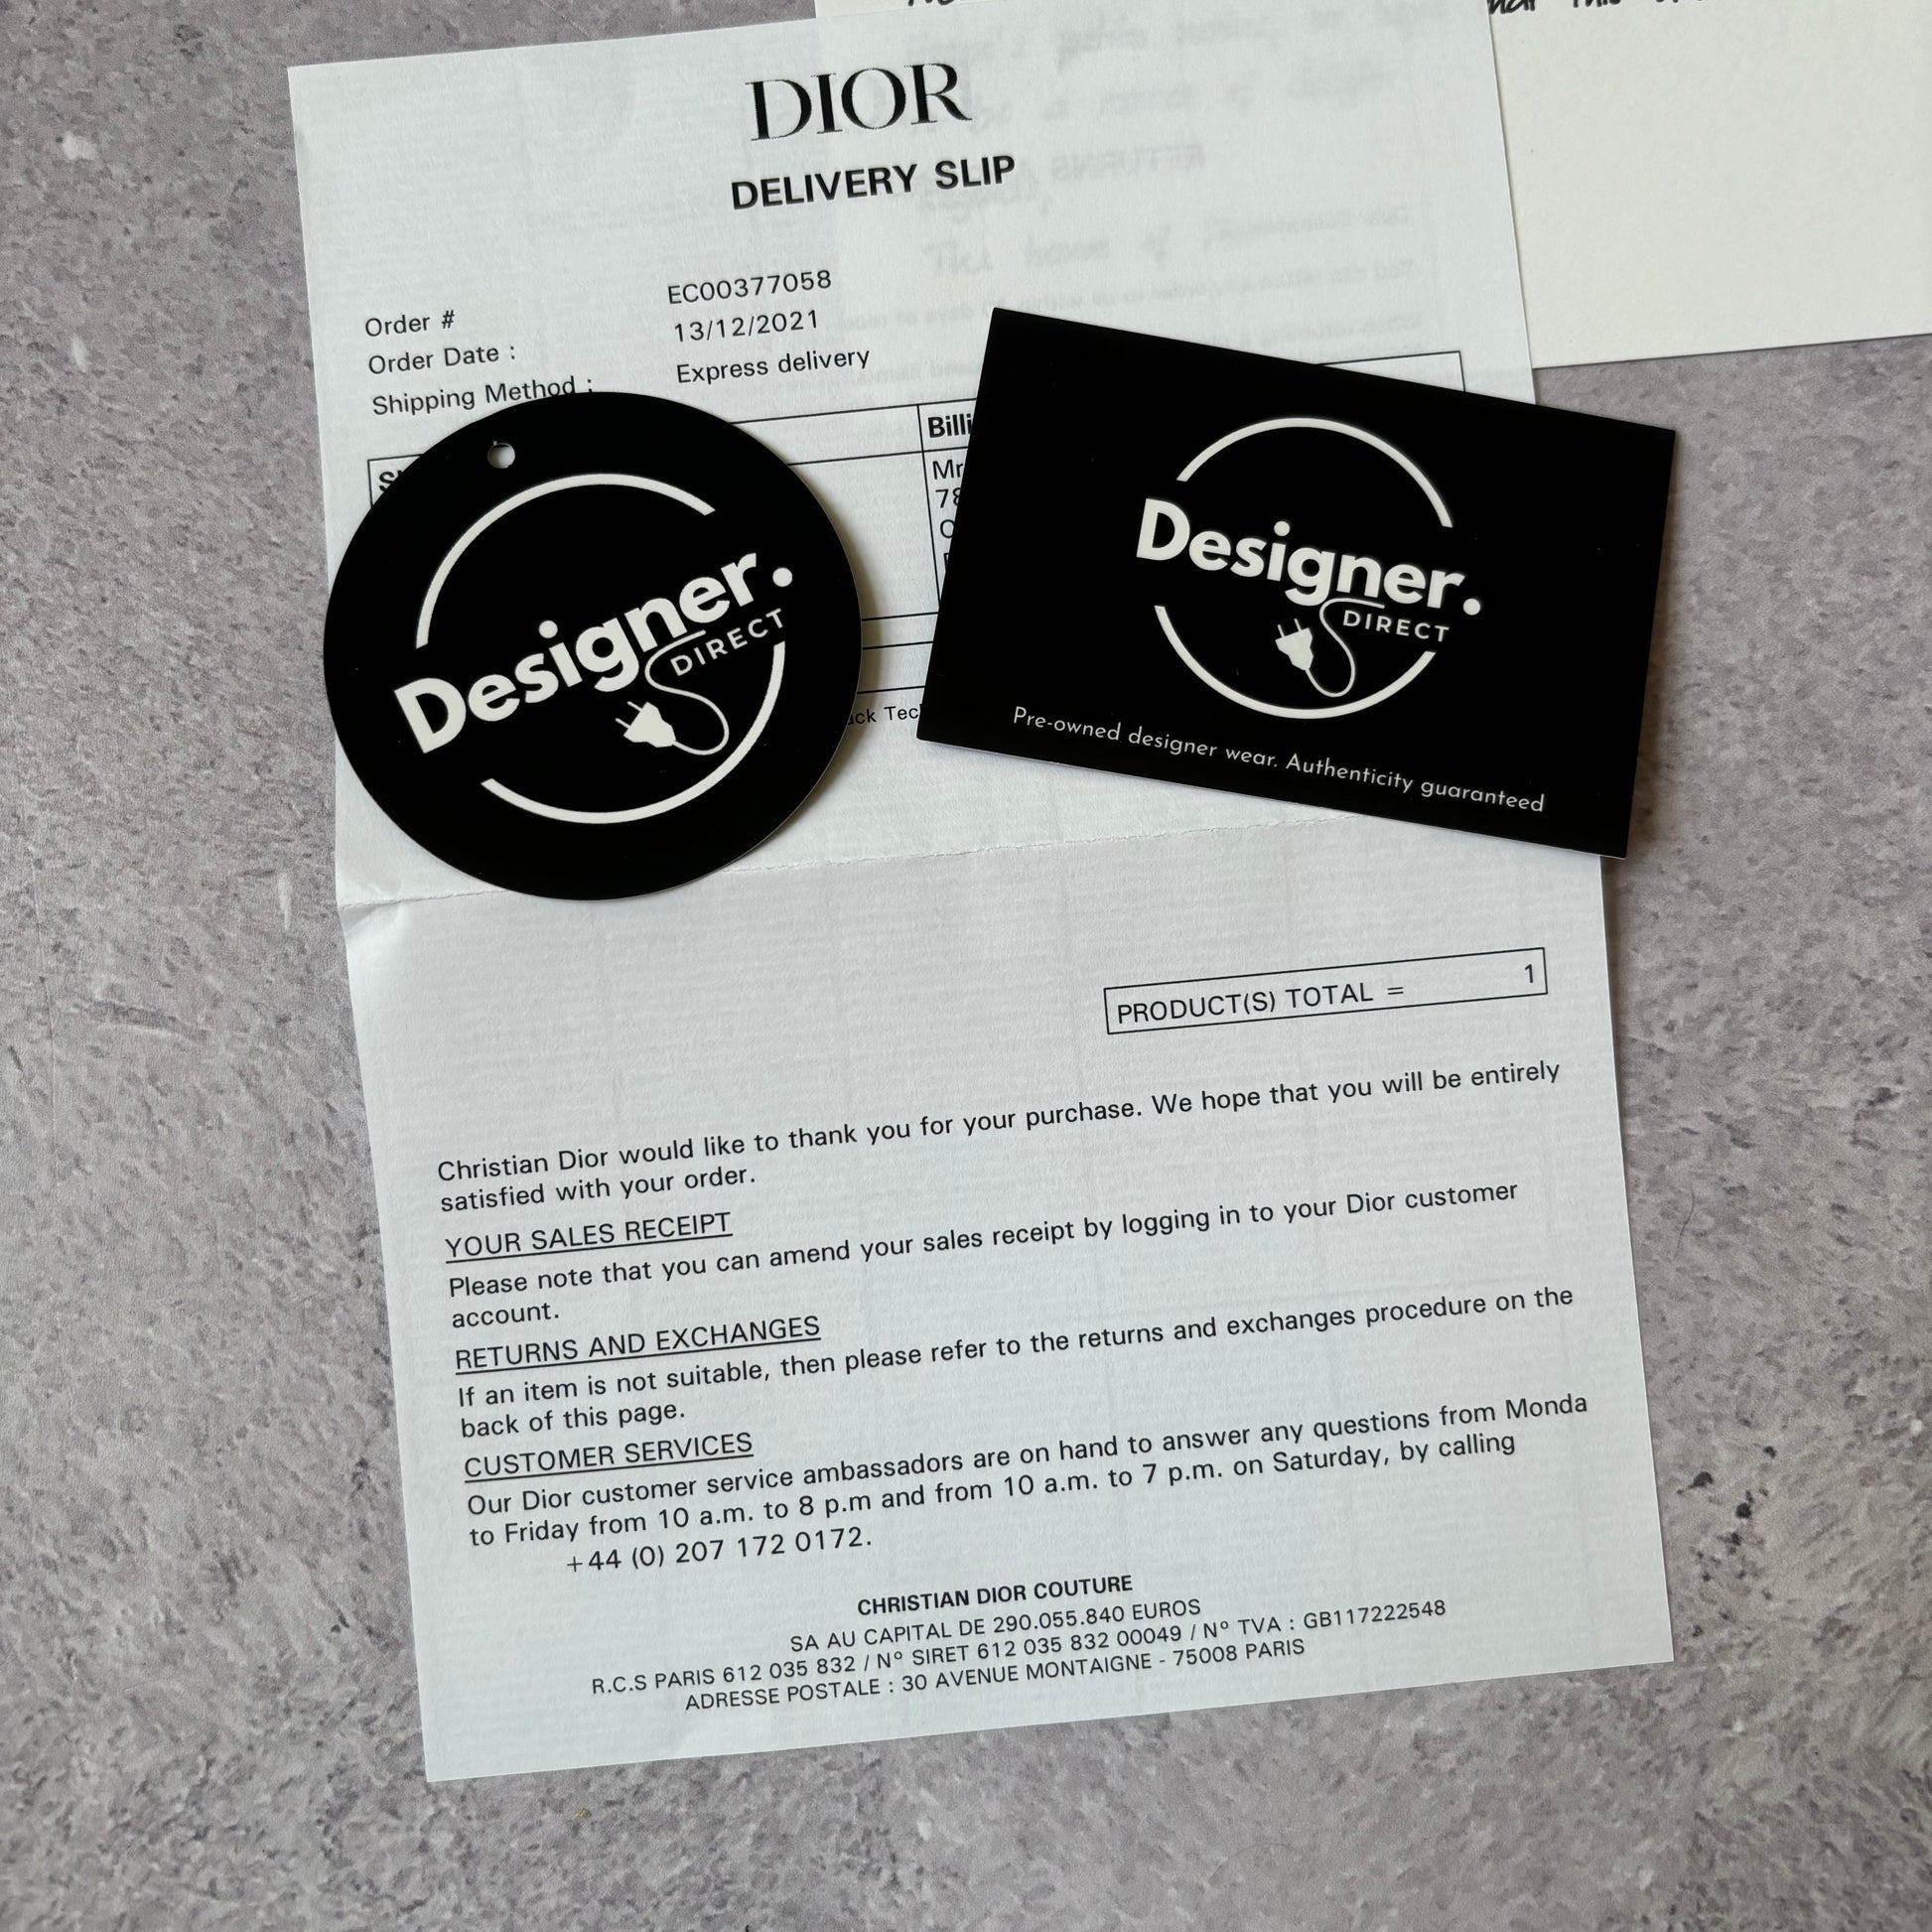 DIOR
DELIVERY SLIP
Order #
EC00377058
Order Date :
13/12/2021
Shipping Method :
Express delivery
Billi
Mr
78
Designer.
DIRECT
Designer.
DIRECT
Pre-owned designer wear. Authenticity guaranteed
ack Tec
PRODUCT(S) TOTAL = 1
Christian Dior would like to thank you for your purchase. We hope that you will be entirely
satisfied with your order.
YOUR SALES RECEIPT
Please note that you can amend your sales receipt by logging in to your Dior customer
account.
RETURNS AND EXCHANGES
If an item is not suitable, then please refer to the returns and exchanges procedure on the
back of this page.
CUSTOMER SERVICES
Our Dior customer service ambassadors are on hand to answer any questions from Monda
to Friday from 10 a.m. to 8 p.m and from 10 a.m. to 7 p.m. on Saturday, by calling
+44 (0) 207 172 0172.
CHRISTIAN DIOR COUTURE
SA AU CAPITAL DE 290.055.840 EUROS
R.C.S PARIS 612 035 832 / Nº SIRET 612 035 832 00049 / Nº TVA : GB117222548
ADRESSE POSTALE : 30 AVENUE MONTAIGNE - 75008 PARIS